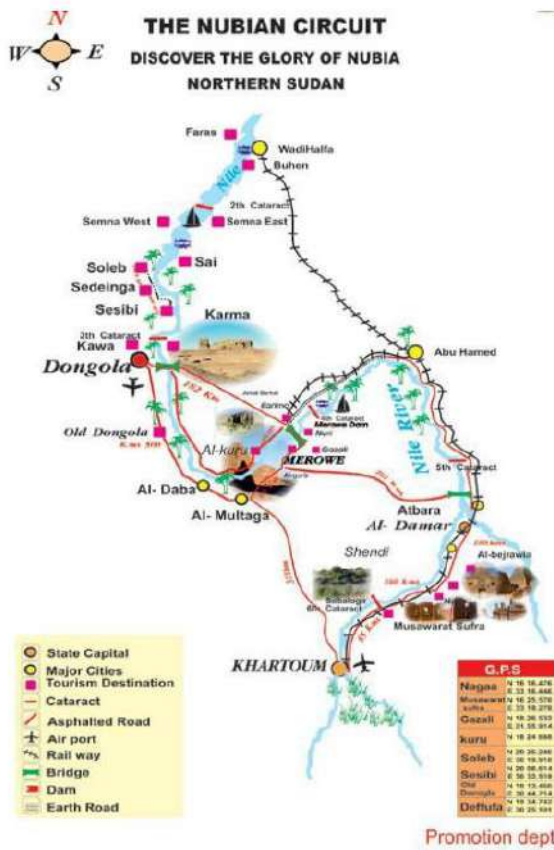 THE NUBIAN CIRCUIT
DISCOVER THE GLORY OF NUBIA
NORTHERN SUDAN
N
W
E
S
Faras
WadiHalfa
Buhen
Nile
2th Cataract
Semna West
Semna East
Sai
Soleb
Sedeinga
Sesibi
Karma
Kawa
Dongola
Abu Hamed
182 Km
Merowe Dam
Old Dongola
Al-kuru
Gazali
MEROWE
Nile River
5th Cataract
Al- Daba
Al- Multaga
Atbara
Al- Damar
Shendi
Al-bejrawia
6th Cataract
Musawarat Sufra
KHARTOUM
State Capital
Major Cities
Tourism Destination
Cataract
Asphalted Road
Air port
Rail way
Bridge
Dam
Earth Road
G.P.S
Nagaa
Musawarat sufra
Gazali
kuru
Soleb
Sesibi
Old Dongola
Deffufa
Promotion dept